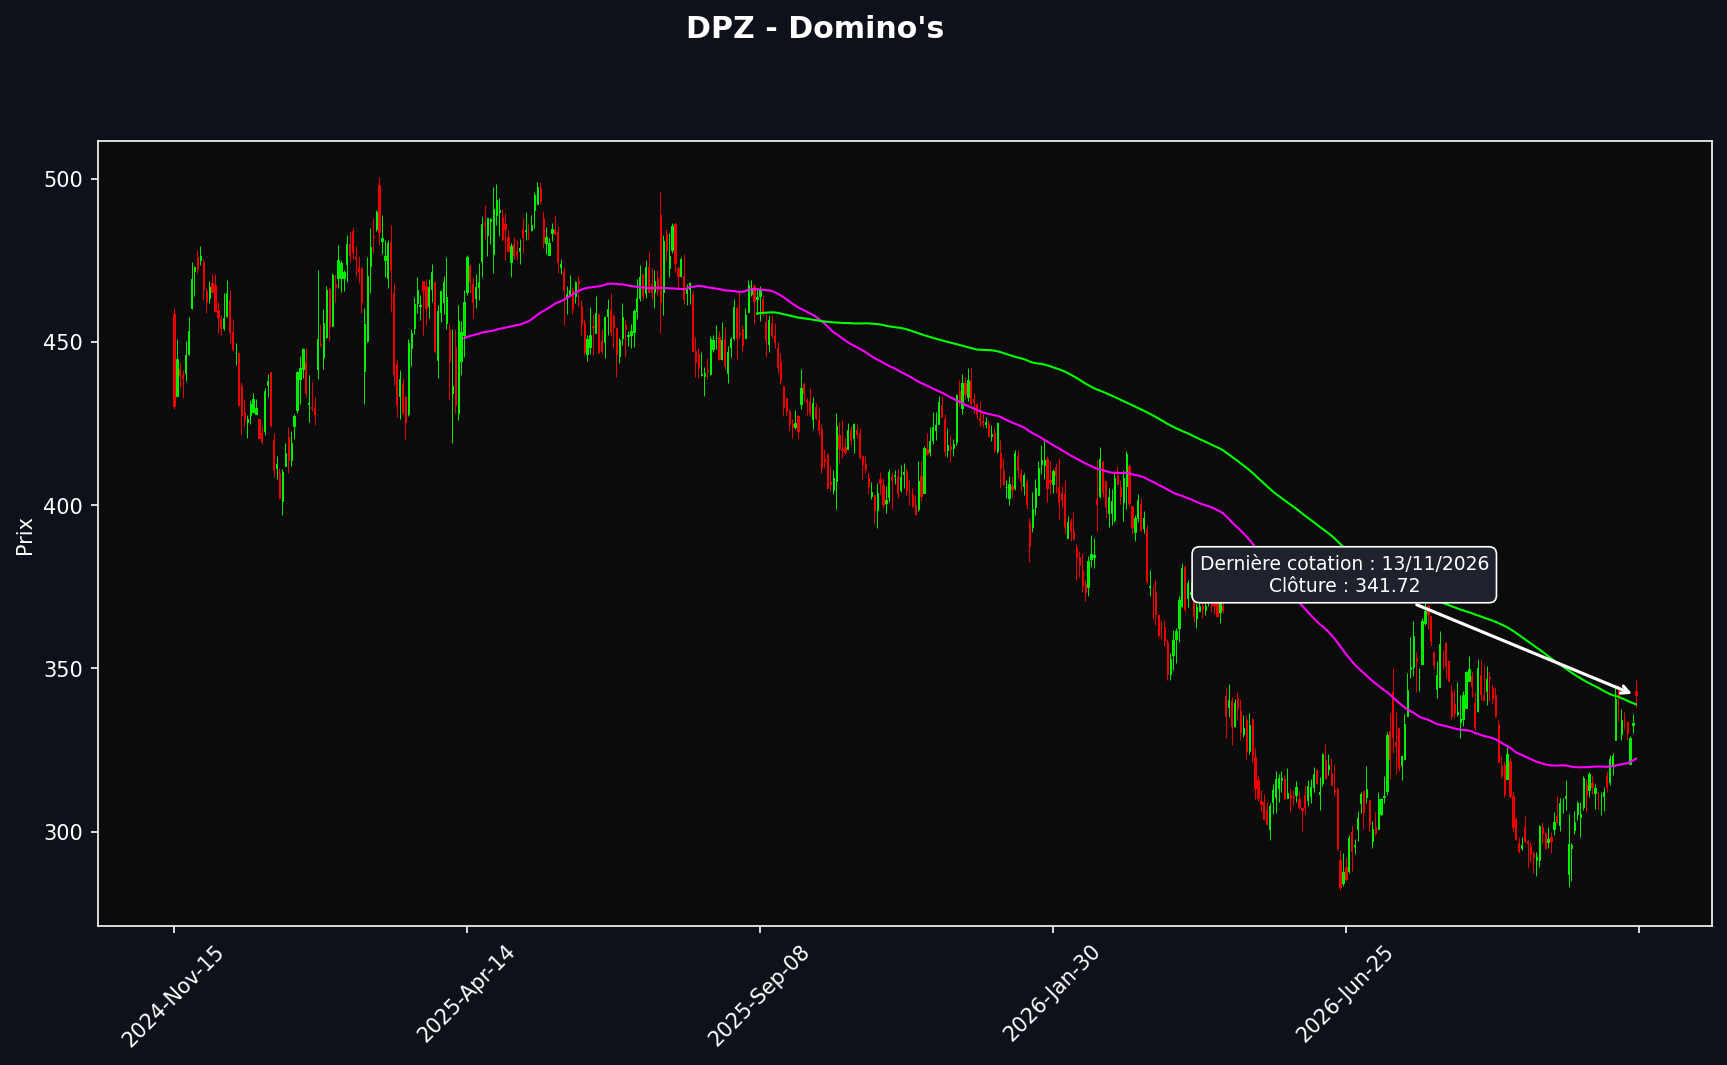 DPZ - Domino's
500
450
400
350
300
Prix
Dernière cotation : 13/11/2026
Clôture : 341.72
2024-Nov-15
2025-Apr-14
2025-Sep-08
2026-Jan-30
2026-Jun-25